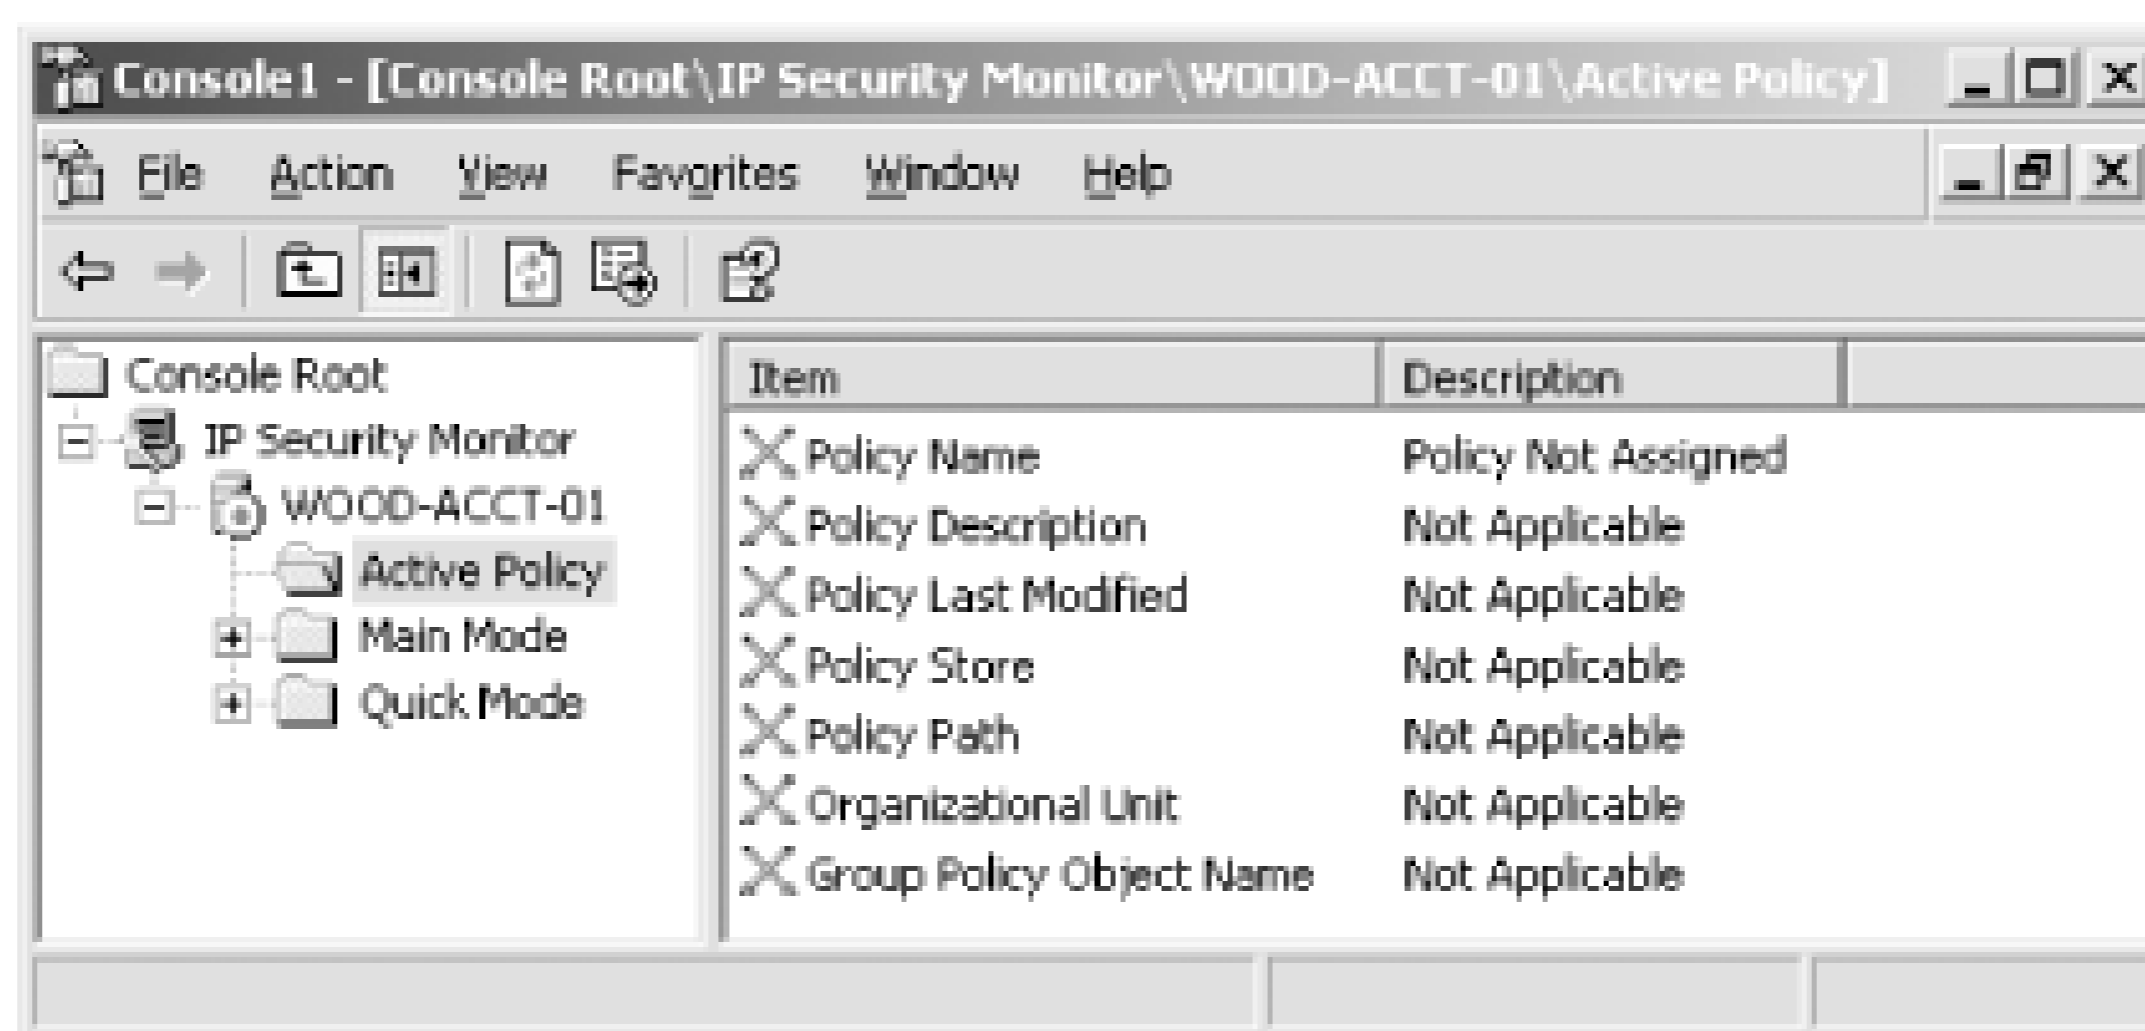 Console1 - [Console Root\IP Security Monitor\WOOD-ACCT-01\Active Policy]
File Action View Favorites Window Help
Console Root
IP Security Monitor
WOOD-ACCT-01
Active Policy
Main Mode
Quick Mode
Item Description
Policy Name Policy Not Assigned
Policy Description Not Applicable
Policy Last Modified Not Applicable
Policy Store Not Applicable
Policy Path Not Applicable
Organizational Unit Not Applicable
Group Policy Object Name Not Applicable